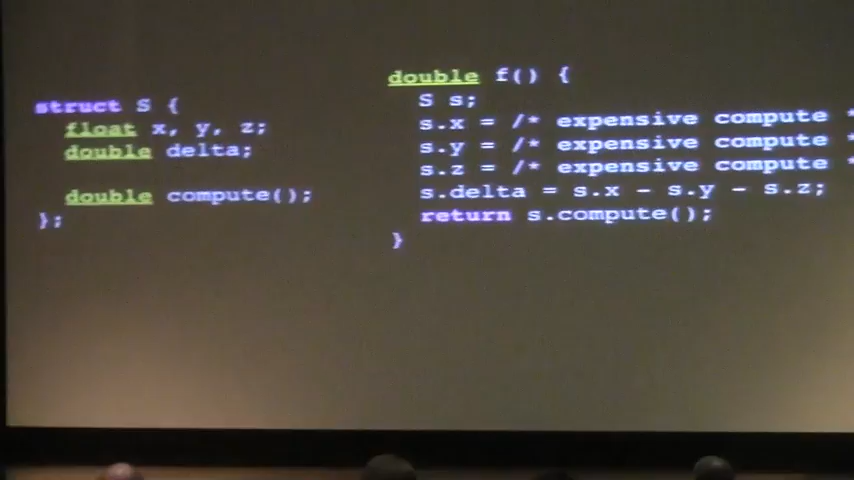 struct S {
float x, y, z;
double delta;
double compute();
};
double f() {
S s;
s.x = /* expensive compute *
s.y = /* expensive compute *
s.z = /* expensive compute *
s.delta = s.x - s.y - s.z;
return s.compute();
}